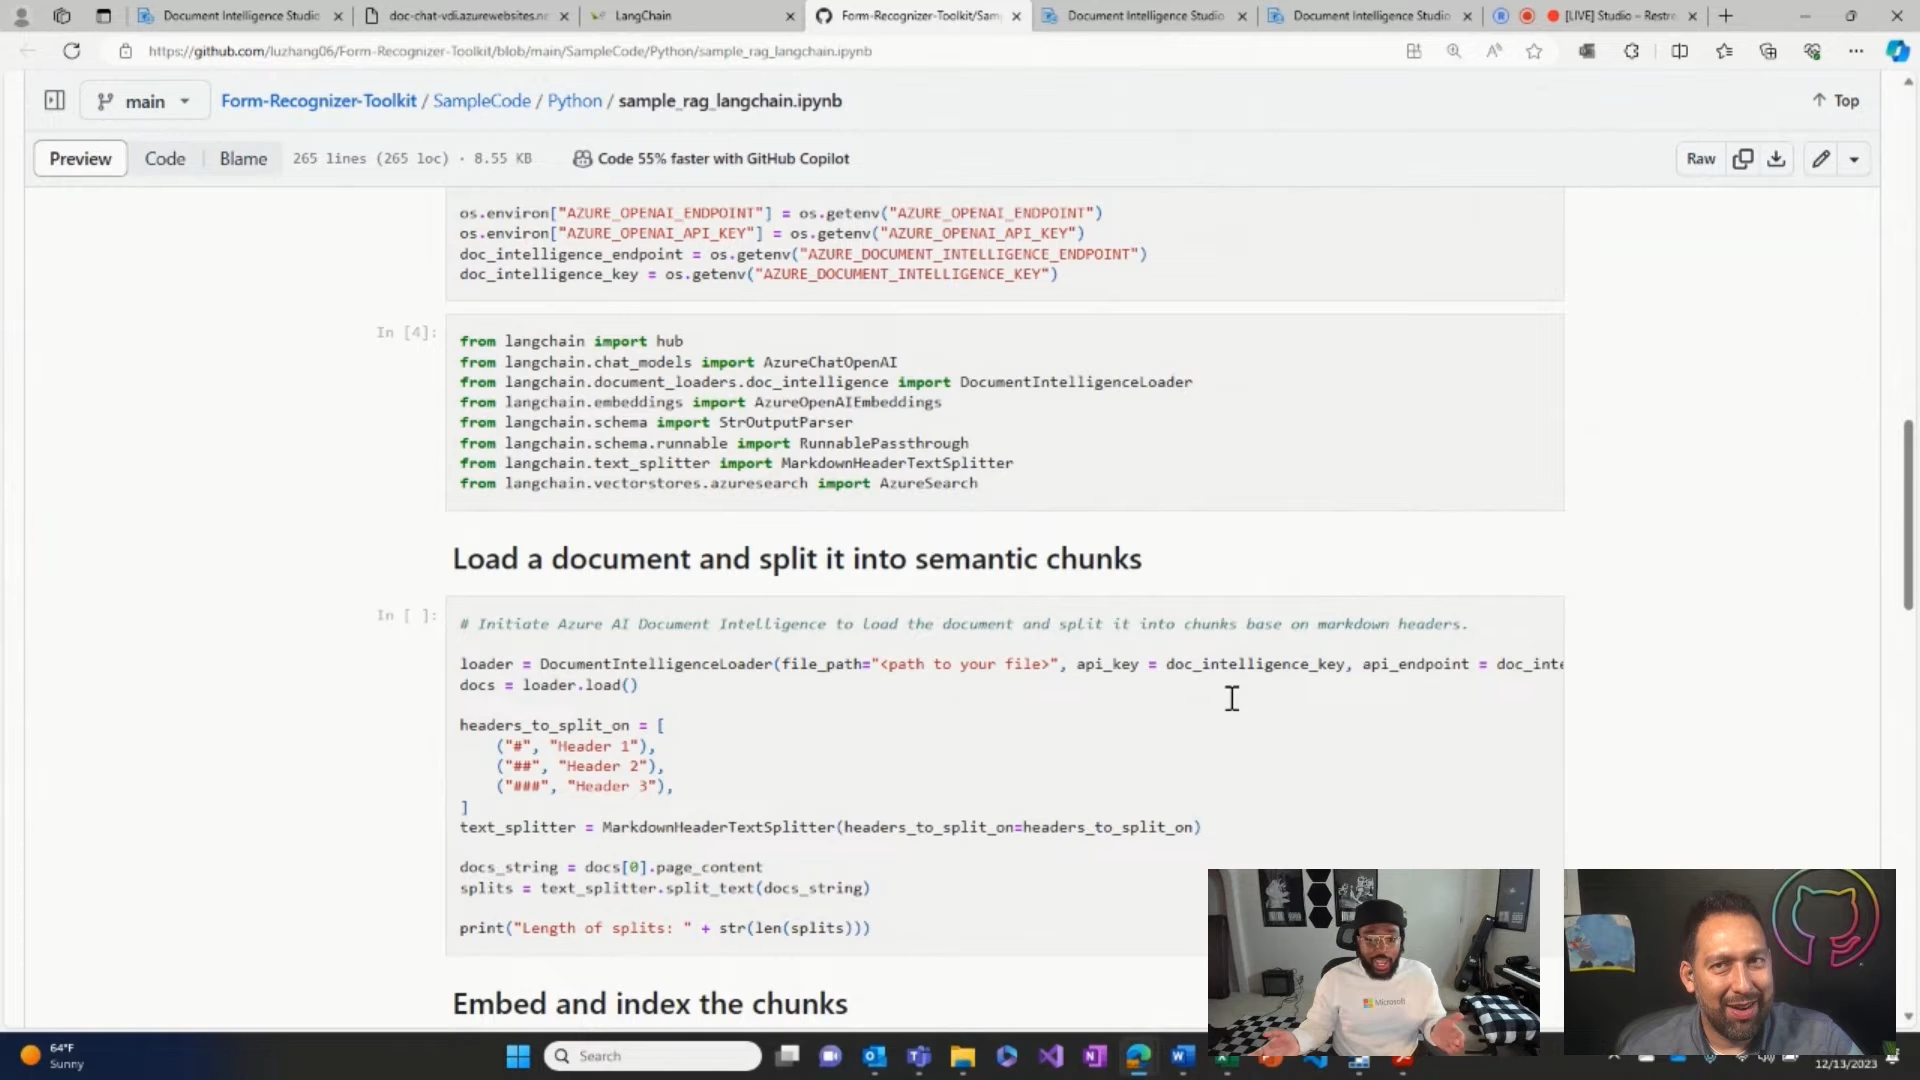 Document Intelligence Studio
doc-chat-vdi.azurewebsites.ne
LangChain
Form-Recognizer-Toolkit/Sam
Document Intelligence Studio
Document Intelligence Studio
[LIVE] Studio – Restre
https://github.com/luzhang06/Form-Recognizer-Toolkit/blob/main/SampleCode/Python/sample_rag_langchain.ipynb
main
Form-Recognizer-Toolkit / SampleCode / Python / sample_rag_langchain.ipynb
Top
Preview
Code
Blame
265 lines (265 loc) · 8.55 KB
Code 55% faster with GitHub Copilot
Raw
os.environ["AZURE_OPENAI_ENDPOINT"] = os.getenv("AZURE_OPENAI_ENDPOINT")
os.environ["AZURE_OPENAI_API_KEY"] = os.getenv("AZURE_OPENAI_API_KEY")
doc_intelligence_endpoint = os.getenv("AZURE_DOCUMENT_INTELLIGENCE_ENDPOINT")
doc_intelligence_key = os.getenv("AZURE_DOCUMENT_INTELLIGENCE_KEY")
In [4]:
from langchain import hub
from langchain.chat_models import AzureChatOpenAI
from langchain.document_loaders.doc_intelligence import DocumentIntelligenceLoader
from langchain.embeddings import AzureOpenAIEmbeddings
from langchain.schema import StrOutputParser
from langchain.schema.runnable import RunnablePassthrough
from langchain.text_splitter import MarkdownHeaderTextSplitter
from langchain.vectorstores.azuresearch import AzureSearch
Load a document and split it into semantic chunks
In [ ]:
# Initiate Azure AI Document Intelligence to load the document and split it into chunks base on markdown headers.
loader = DocumentIntelligenceLoader(file_path="<path to your file>", api_key = doc_intelligence_key, api_endpoint = doc_inte
docs = loader.load()
headers_to_split_on = [
("#", "Header 1"),
("##", "Header 2"),
("###", "Header 3"),
]
text_splitter = MarkdownHeaderTextSplitter(headers_to_split_on=headers_to_split_on)
docs_string = docs[0].page_content
splits = text_splitter.split_text(docs_string)
print("Length of splits: " + str(len(splits)))
Embed and index the chunks
Microsoft
64°F
Sunny
Search
12/13/2023